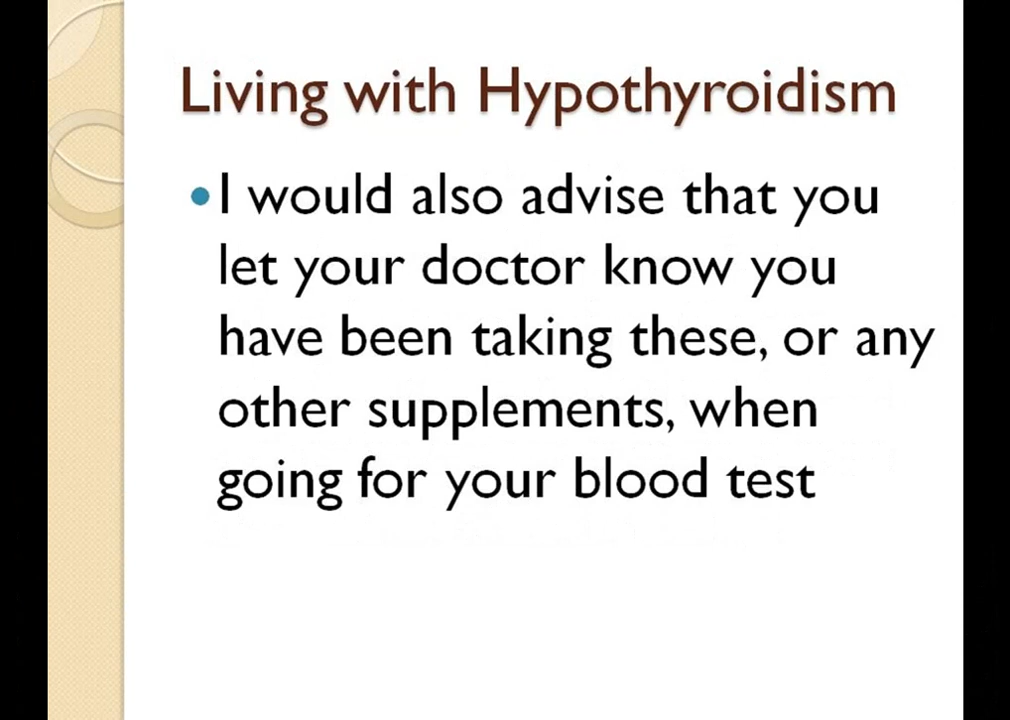 Living with Hypothyroidism
•I would also advise that you
let your doctor know you
have been taking these, or any
other supplements, when
going for your blood test